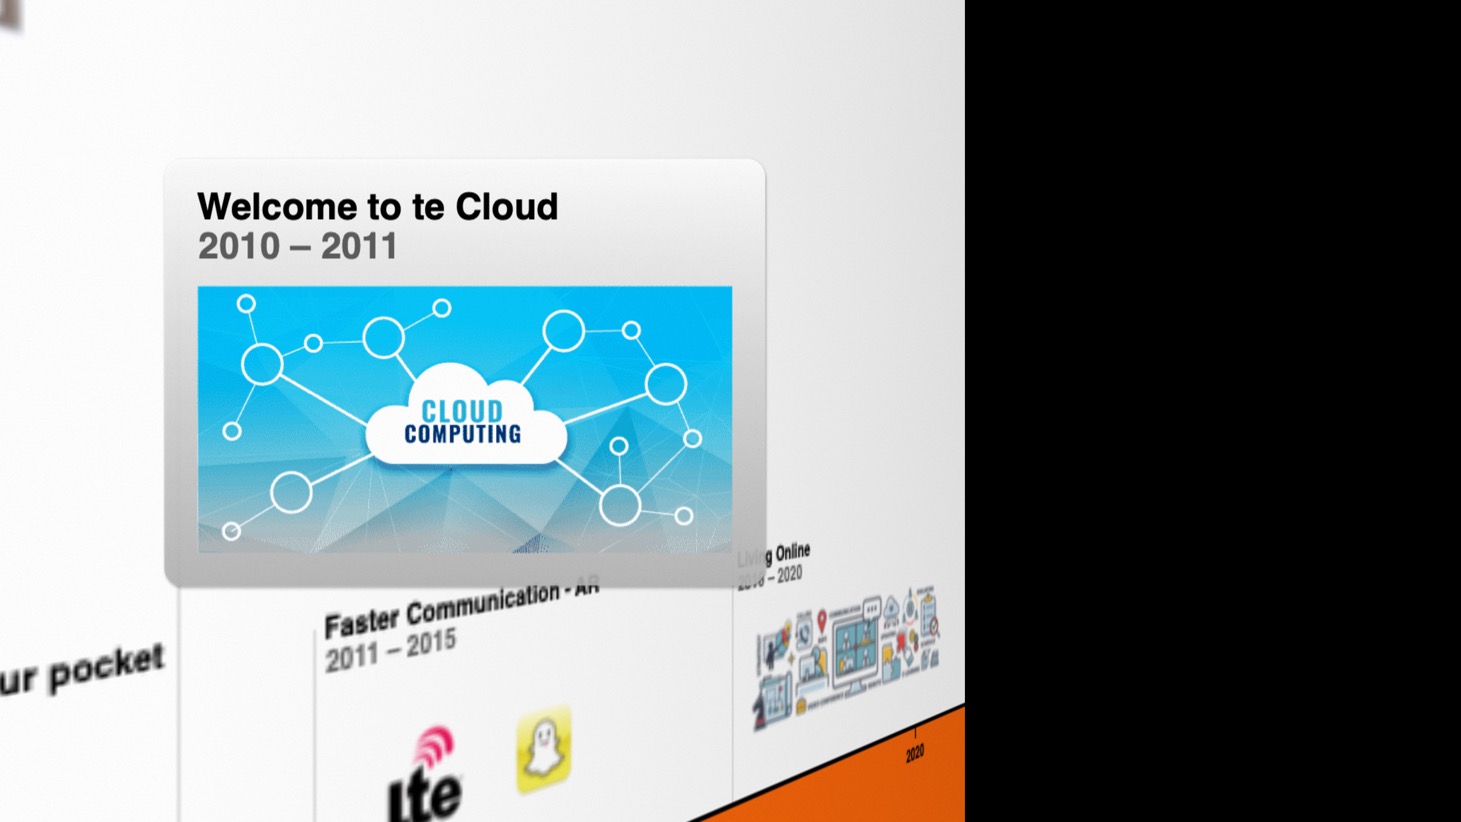 Welcome to te Cloud
2010 – 2011
CLOUD
COMPUTING
Living Online
– 2020
Faster Communication - AR
2011 – 2015
ur pocket
lte
2020